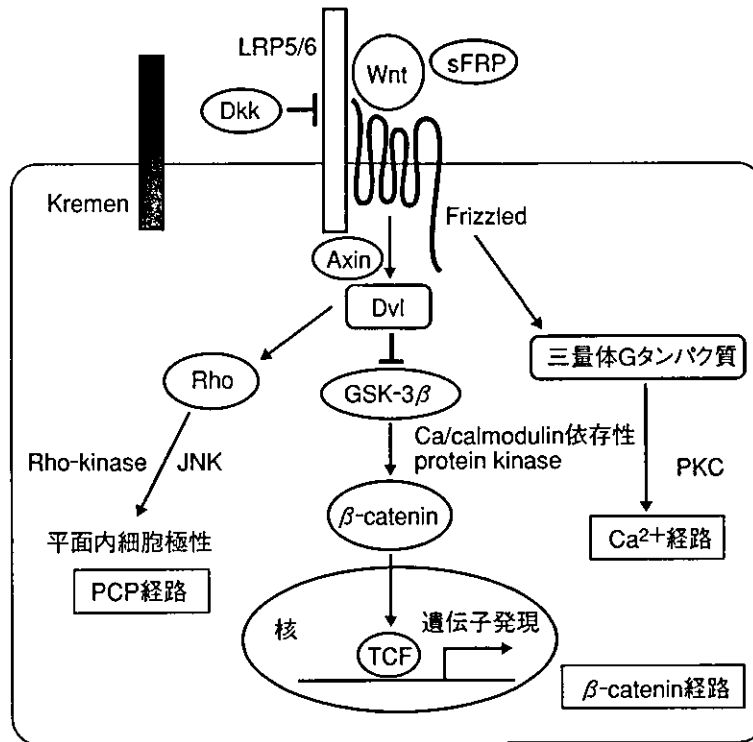 LRP5/6
Wnt
sFRP
Dkk
Kremen
Frizzled
Axin
Dvl
三量体Gタンパク質
Rho
GSK-3β
Ca/calmodulin依存性
protein kinase
Rho-kinase
JNK
PKC
β-catenin
平面内細胞極性
Ca²⁺経路
PCP経路
核
遺伝子発現
TCF
β-catenin経路